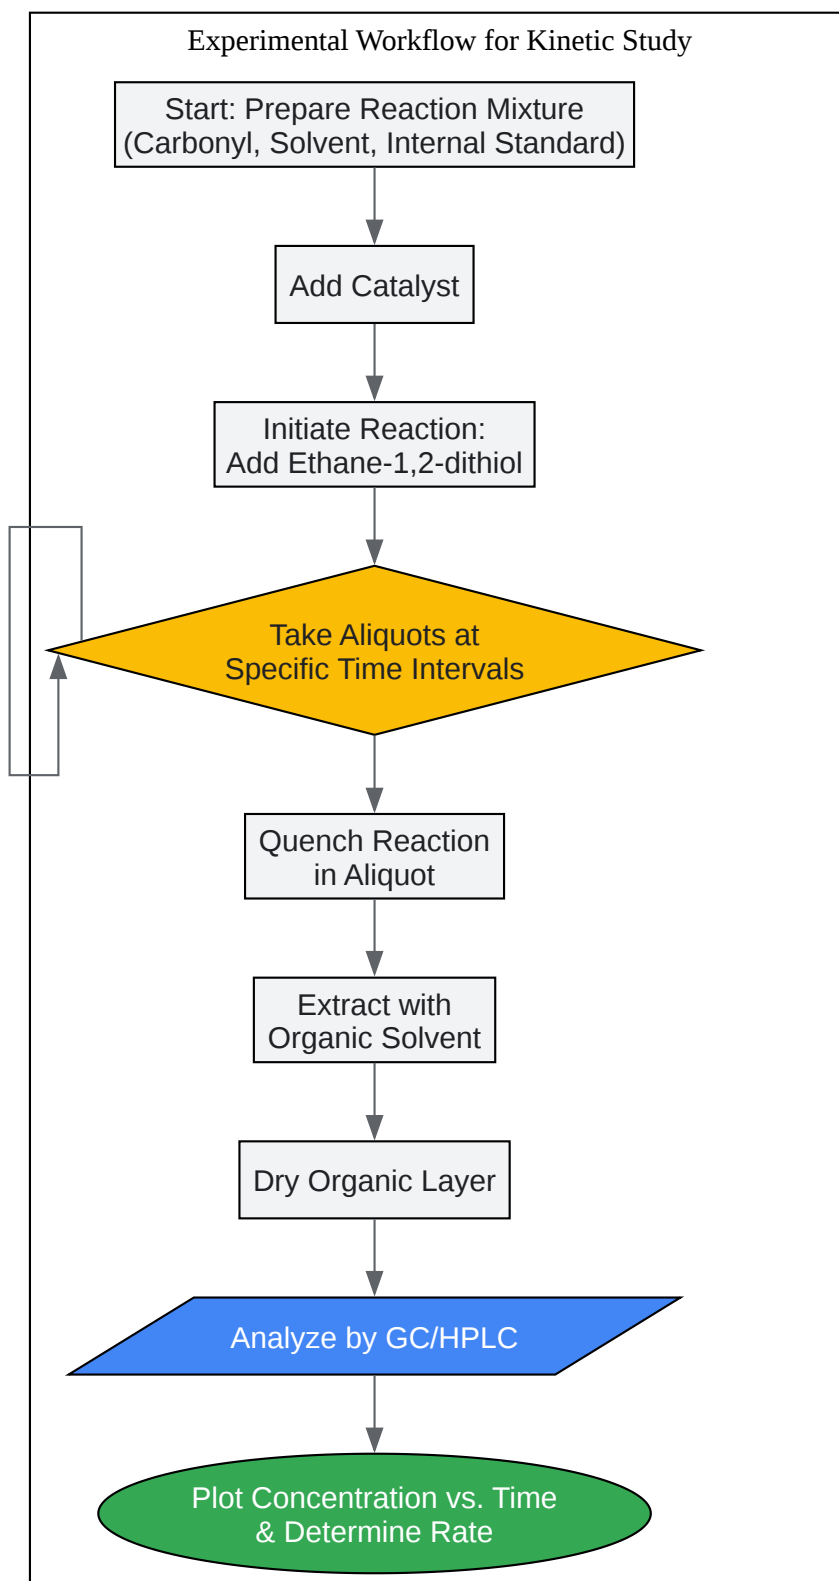 Experimental Workflow for Kinetic Study
Start: Prepare Reaction Mixture
(Carbonyl, Solvent, Internal Standard)
Add Catalyst
Initiate Reaction:
Add Ethane-1,2-dithiol
Take Aliquots at
Specific Time Intervals
Quench Reaction
in Aliquot
Extract with
Organic Solvent
Dry Organic Layer
Analyze by GC/HPLC
Plot Concentration vs. Time
& Determine Rate